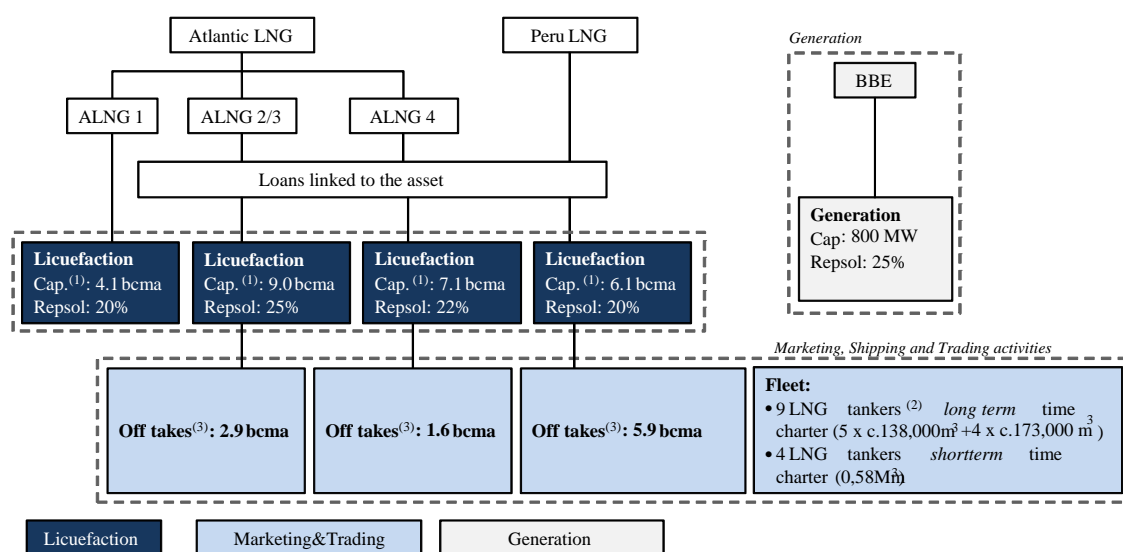 Atlantic LNG
Peru LNG
Generation
BBE
ALNG 1
ALNG 2/3
ALNG 4
Loans linked to the asset
Generation
Cap: 800 MW
Repsol: 25%
Licuefaction
Cap.(1): 4.1 bcma
Repsol: 20%
Licuefaction
Cap.(1): 9.0 bcma
Repsol: 25%
Licuefaction
Cap.(1): 7.1 bcma
Repsol: 22%
Licuefaction
Cap.(1): 6.1 bcma
Repsol: 20%
Marketing, Shipping and Trading activities
Off takes(3): 2.9 bcma
Off takes(3): 1.6 bcma
Off takes(3): 5.9 bcma
Fleet:
• 9 LNG tankers (2) long term time
charter (5 x c.138,000m3 +4 x c.173,000 m3)
• 4 LNG tankers shortterm time
charter (0,58Mm3)
Licuefaction
Marketing&Trading
Generation